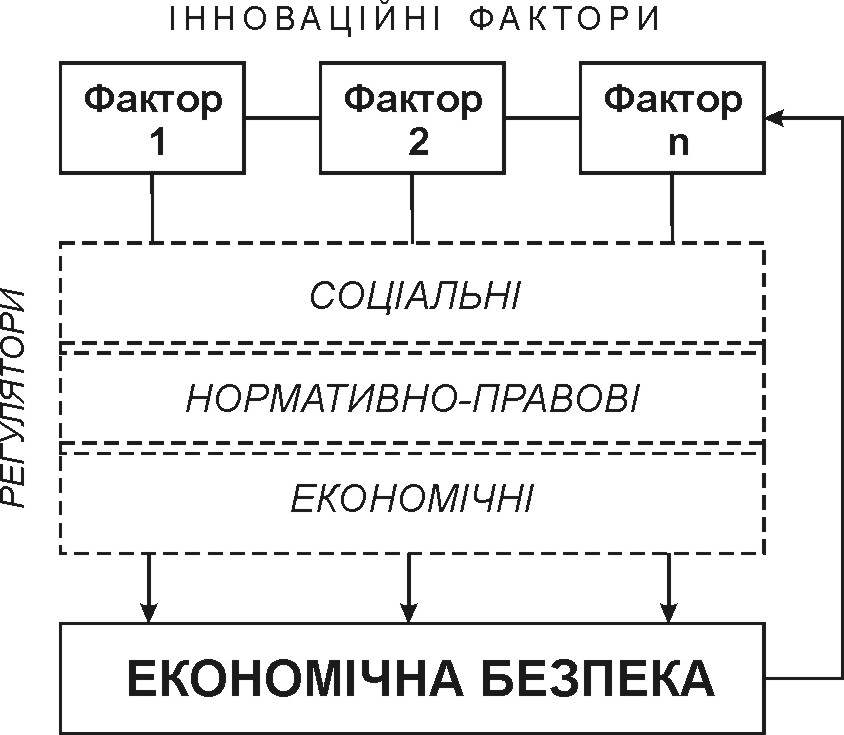 ІННОВАЦІЙНІ ФАКТОРИ
Фактор
1
Фактор
2
Фактор
n
РЕГУЛЯТОРИ
СОЦІАЛЬНІ
НОРМАТИВНО-ПРАВОВІ
ЕКОНОМІЧНІ
ЕКОНОМІЧНА БЕЗПЕКА